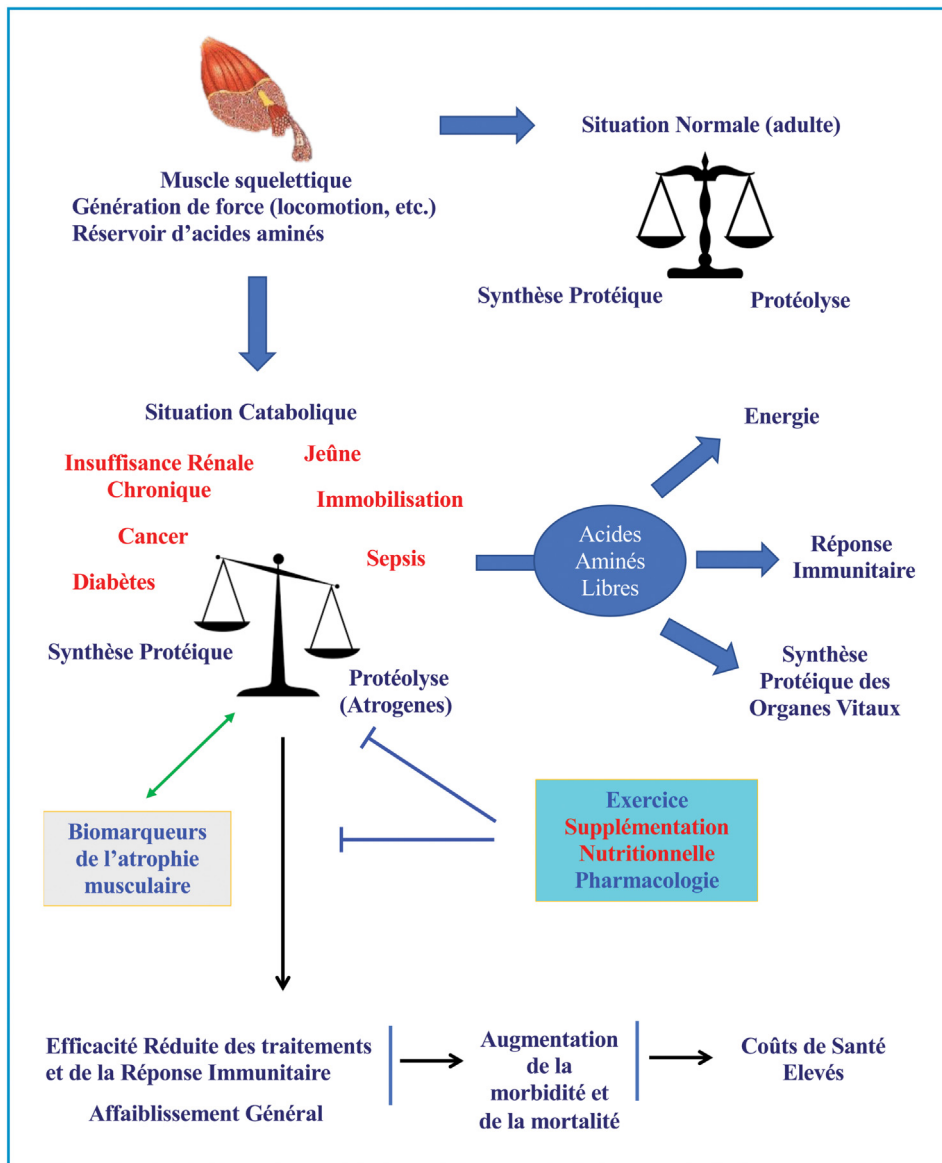 Muscle squelettique
Génération de force (locomotion, etc.)
Réservoir d’acides aminés
Situation Normale (adulte)
Synthèse Protéique
Protéolyse
Situation Catabolique
Insuffisance Rénale
Chronique
Jeûne
Immobilisation
Cancer
Sepsis
Diabètes
Synthèse Protéique
Protéolyse
(Atrogenes)
Acides
Aminés
Libres
Energie
Réponse
Immunitaire
Synthèse
Protéique des
Organes Vitaux
Biomarqueurs
de l’atrophie
musculaire
Exercice
Supplémentation
Nutritionnelle
Pharmacologie
Efficacité Réduite des traitements
et de la Réponse Immunitaire
Affaiblissement Général
Augmentation
de la
morbidité et
de la mortalité
Coûts de Santé
Elevés